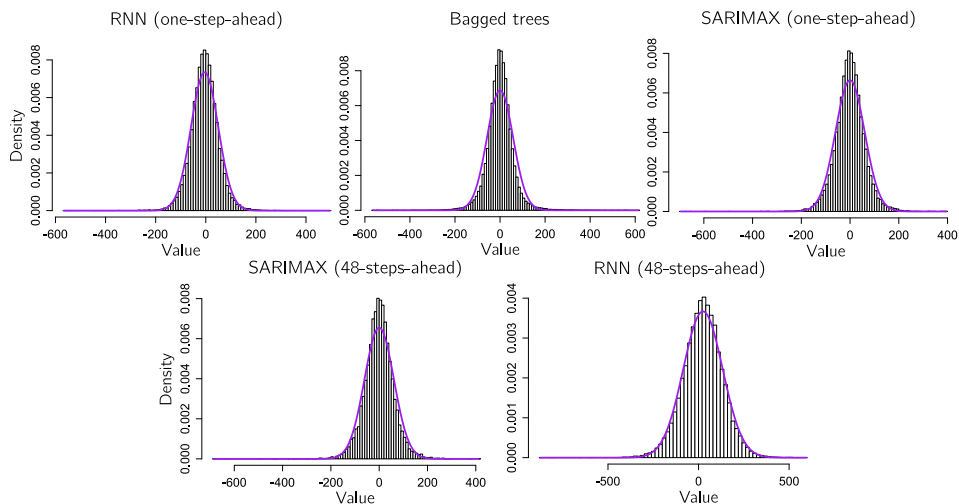 RNN (one-step-ahead)
Density
0.000 0.002 0.004 0.006 0.008
-600 -400 -200 0 200 400
Value
Bagged trees
0.000 0.002 0.004 0.006 0.008
-600 -400 -200 0 200 400 600
Value
SARIMAX (one-step-ahead)
0.000 0.002 0.004 0.006 0.008
-600 -400 -200 0 200 400
Value
SARIMAX (48-steps-ahead)
Density
0.000 0.002 0.004 0.006 0.008
-600 -400 -200 0 200 400
Value
RNN (48-steps-ahead)
0.000 0.001 0.002 0.003 0.004
-500 0 500
Value